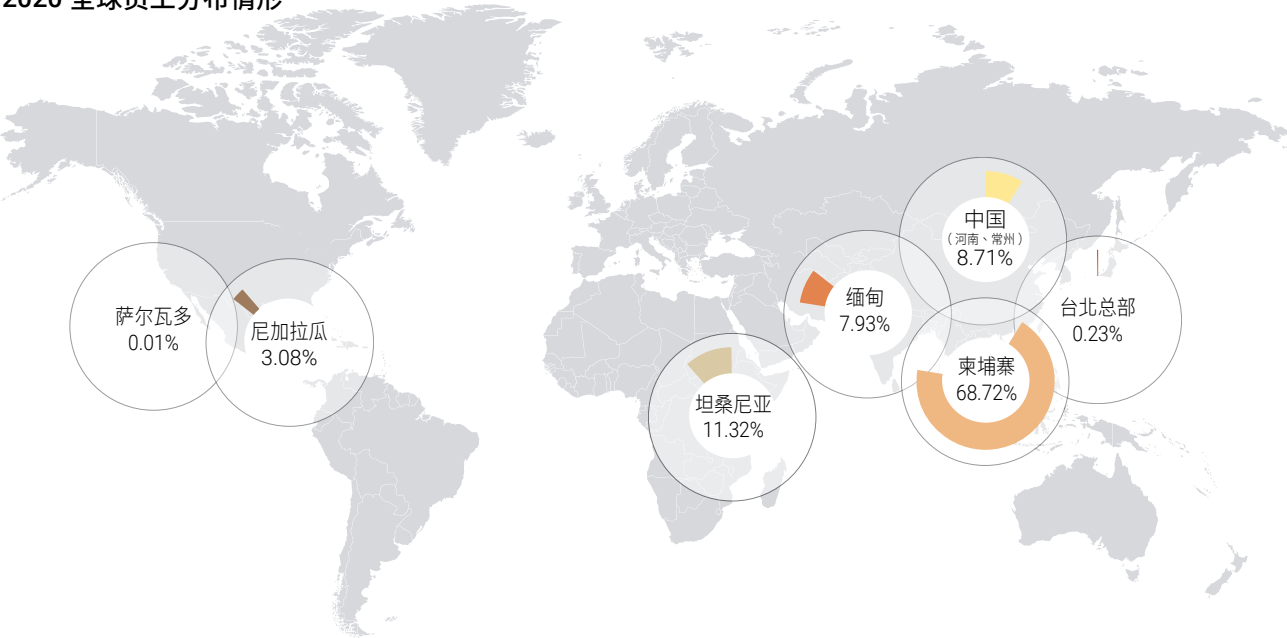 2020 全球员工分布情形
中国
（河南、常州）
8.71%
缅甸
7.93%
台北总部
0.23%
萨尔瓦多
0.01%
尼加拉瓜
3.08%
柬埔寨
68.72%
坦桑尼亚
11.32%